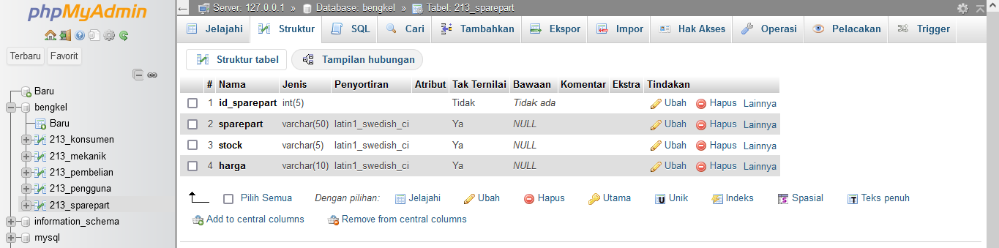 phpMyAdmin
Terbaru Favorit
Baru
bengkel
Baru
213_konsumen
213_mekanik
213_pembelian
213_pengguna
213_sparepart
information_schema
mysql
Server: 127.0.0.1 » Database: bengkel » Tabel: 213_sparepart
Jelajahi Struktur SQL Cari Tambahkan Ekspor Impor Hak Akses Operasi Pelacakan Trigger
Struktur tabel Tampilan hubungan
# Nama Jenis Penyortiran Atribut Tak Ternilai Bawaan Komentar Ekstra Tindakan
1 id_sparepart int(5) Tidak Tidak ada Ubah Hapus Lainnya
2 sparepart varchar(50) latin1_swedish_ci Ya NULL Ubah Hapus Lainnya
3 stock varchar(5) latin1_swedish_ci Ya NULL Ubah Hapus Lainnya
4 harga varchar(10) latin1_swedish_ci Ya NULL Ubah Hapus Lainnya
Pilih Semua Dengan pilihan: Jelajahi Ubah Hapus Utama Unik Indeks Spasial Teks penuh
Add to central columns Remove from central columns